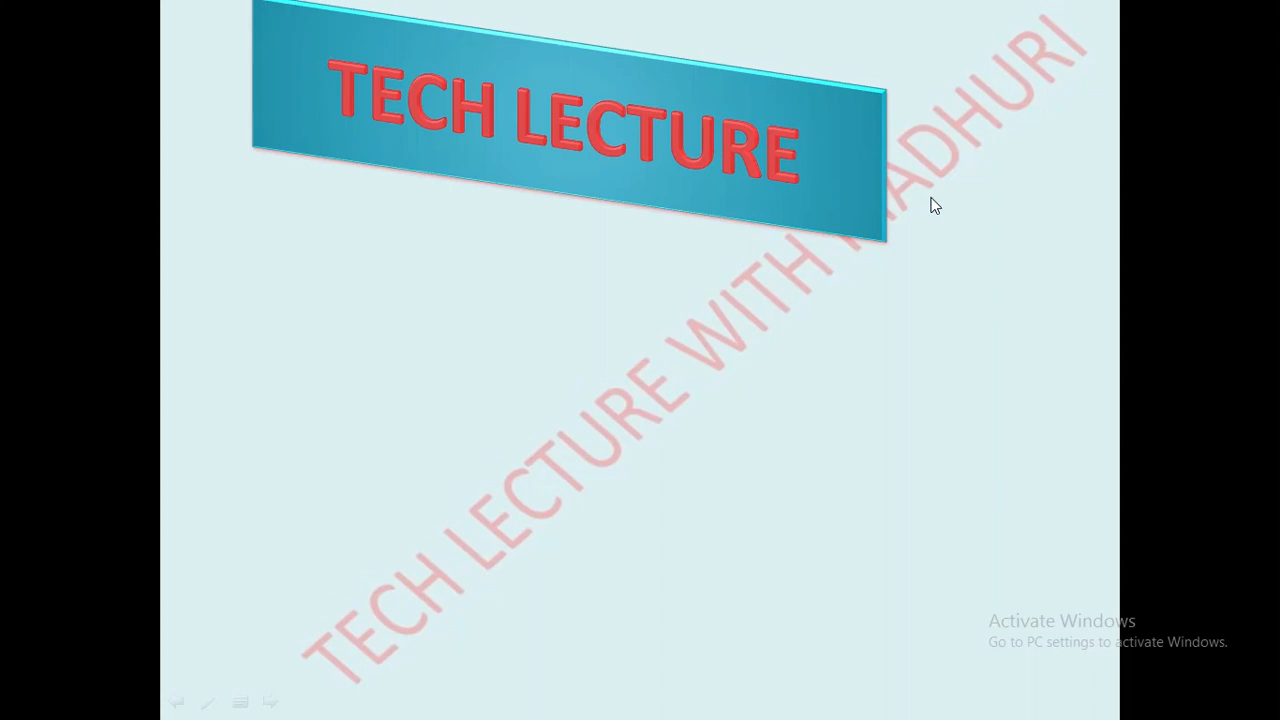 TECH LECTURE
TECH LECTURE WITH MADHURI
Activate Windows
Go to PC settings to activate Windows.